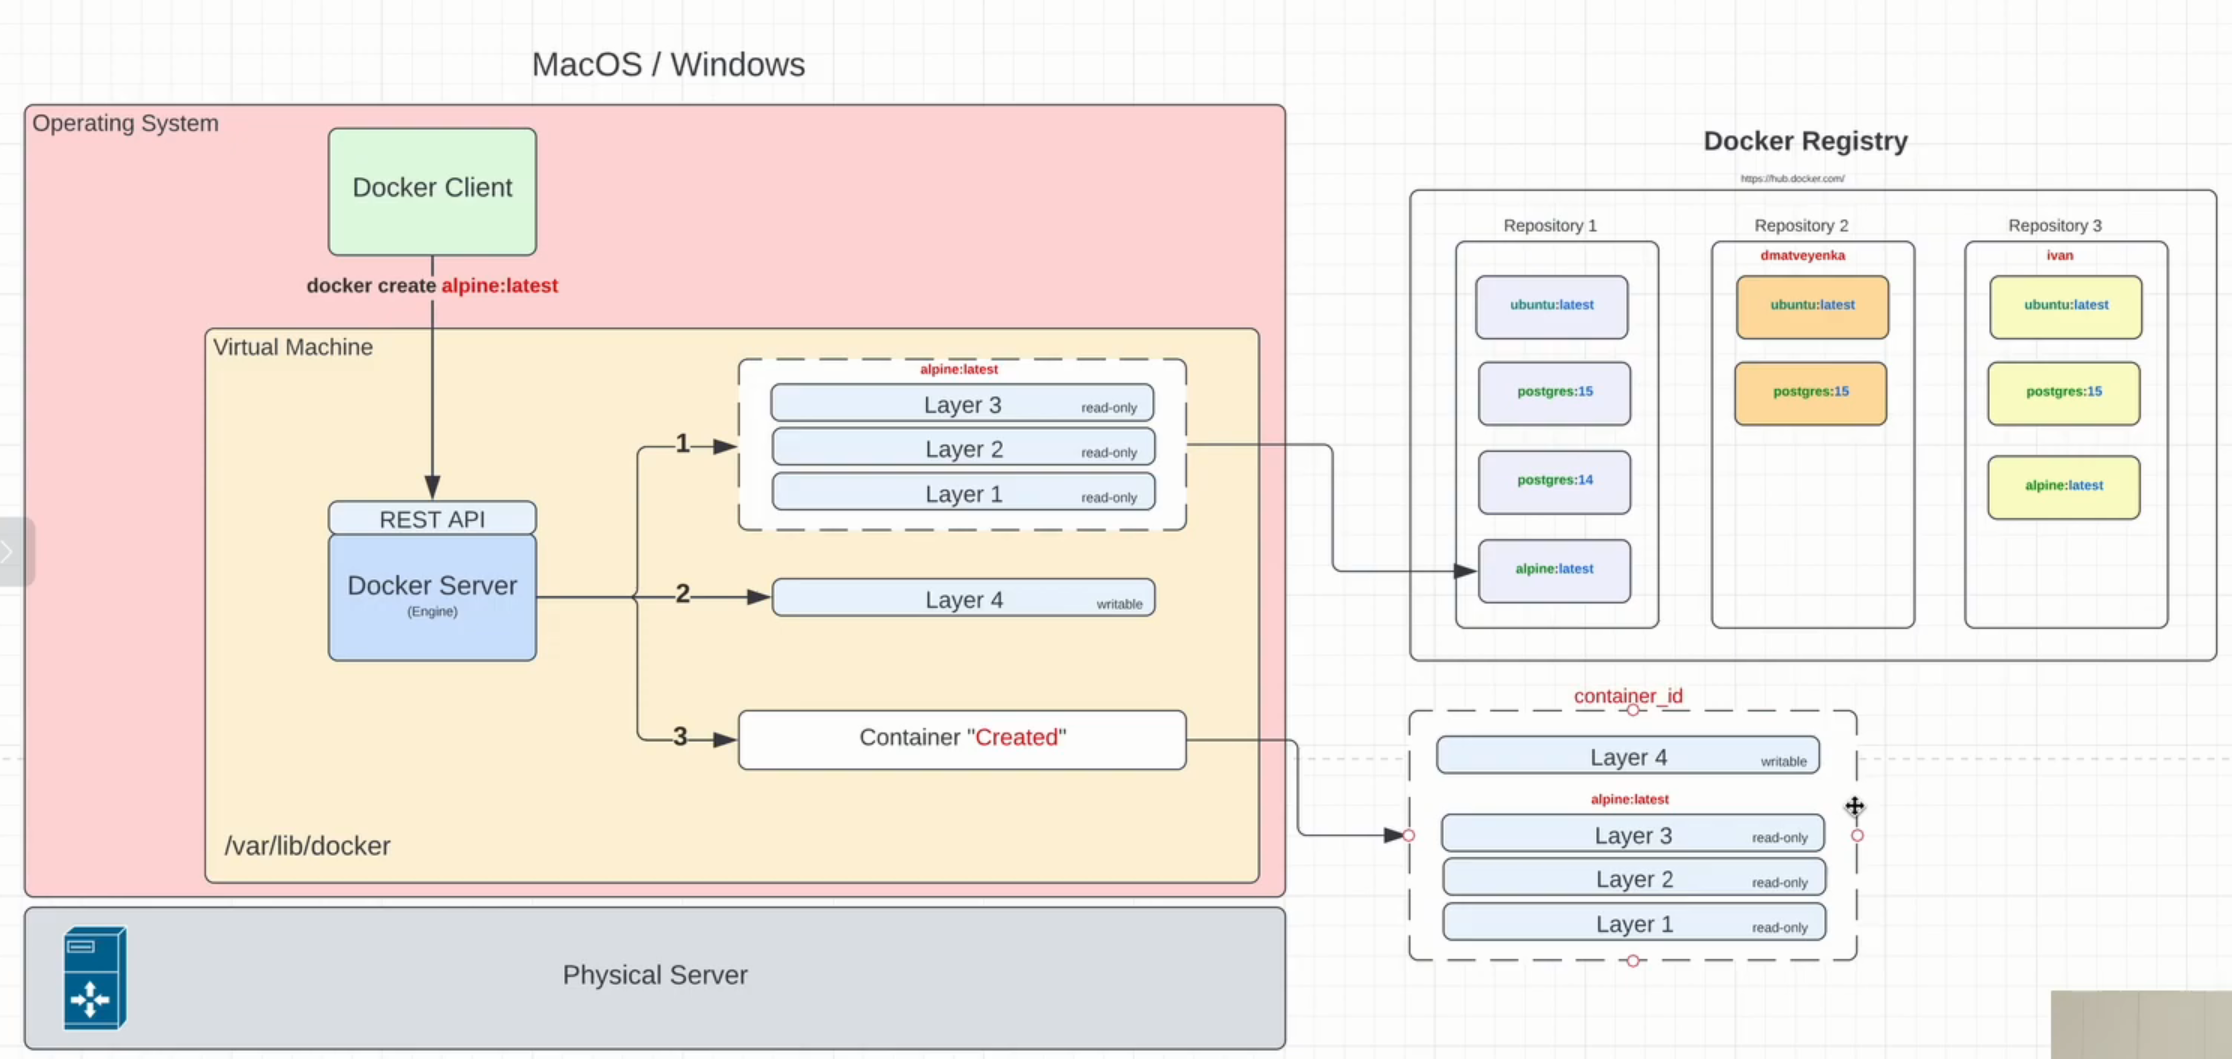 MacOS / Windows
Operating System
Docker Client
docker create alpine:latest
Virtual Machine
REST API
Docker Server
(Engine)
/var/lib/docker
1
alpine:latest
Layer 3 read-only
Layer 2 read-only
Layer 1 read-only
2
Layer 4 writable
3
Container "Created"
Physical Server
Docker Registry
https://hub.docker.com/
Repository 1
ubuntu:latest
postgres:15
postgres:14
alpine:latest
Repository 2
dmatveyenka
ubuntu:latest
postgres:15
Repository 3
ivan
ubuntu:latest
postgres:15
alpine:latest
container_id
Layer 4 writable
alpine:latest
Layer 3 read-only
Layer 2 read-only
Layer 1 read-only